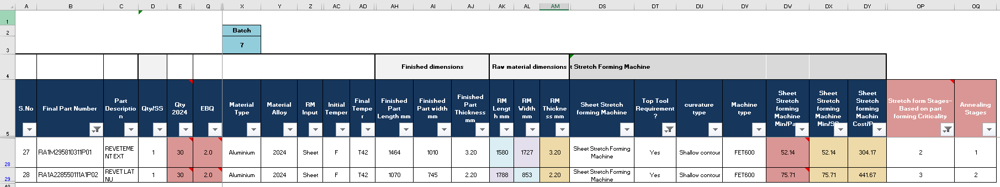 A B C D E Q X Y Z AC AD AH AI AJ AK AL AM DS DT DU DV DW DX DY OP OQ
1
2 Batch
3 7
4 Finished dimensions Raw material dimensions t Stretch Forming Machine
5 S.No Final Part Number Part Descriptio n Qty/SS Qty 2024 EBQ Material Type Material Alloy RM Input Initial Temper Final Tempe r Finished Part Length mm Finished Part width mm Finished Part Thickness mm RM Lengt h mm RM Width mm RM Thickne ss mm Sheet Stretch forming Machine Top Tool Requirement ? curvature type Machine type Sheet Stretch forming Machine Min/Pa Sheet Stretch forming Machine Min/S Sheet Stretch forming Machin Cost/P Stretch form Stages- Based on part forming Criticality Annealing Stages
28 27 RA1M295810311P01 REVETEME NT EXT 1 30 2.0 Aluminium 2024 Sheet F T42 1464 1010 3.20 1580 1727 3.20 Sheet Stretch Forming Machine Yes Shallow contour FET600 52.14 52.14 304.17 2 1
29 28 RA1A228550111A1P02 REVET LAT NU 1 30 2.0 Aluminium 2024 Sheet F T42 1070 745 2.20 1788 853 2.20 Sheet Stretch Forming Machine Yes Shallow contour FET600 75.71 75.71 441.67 3 2